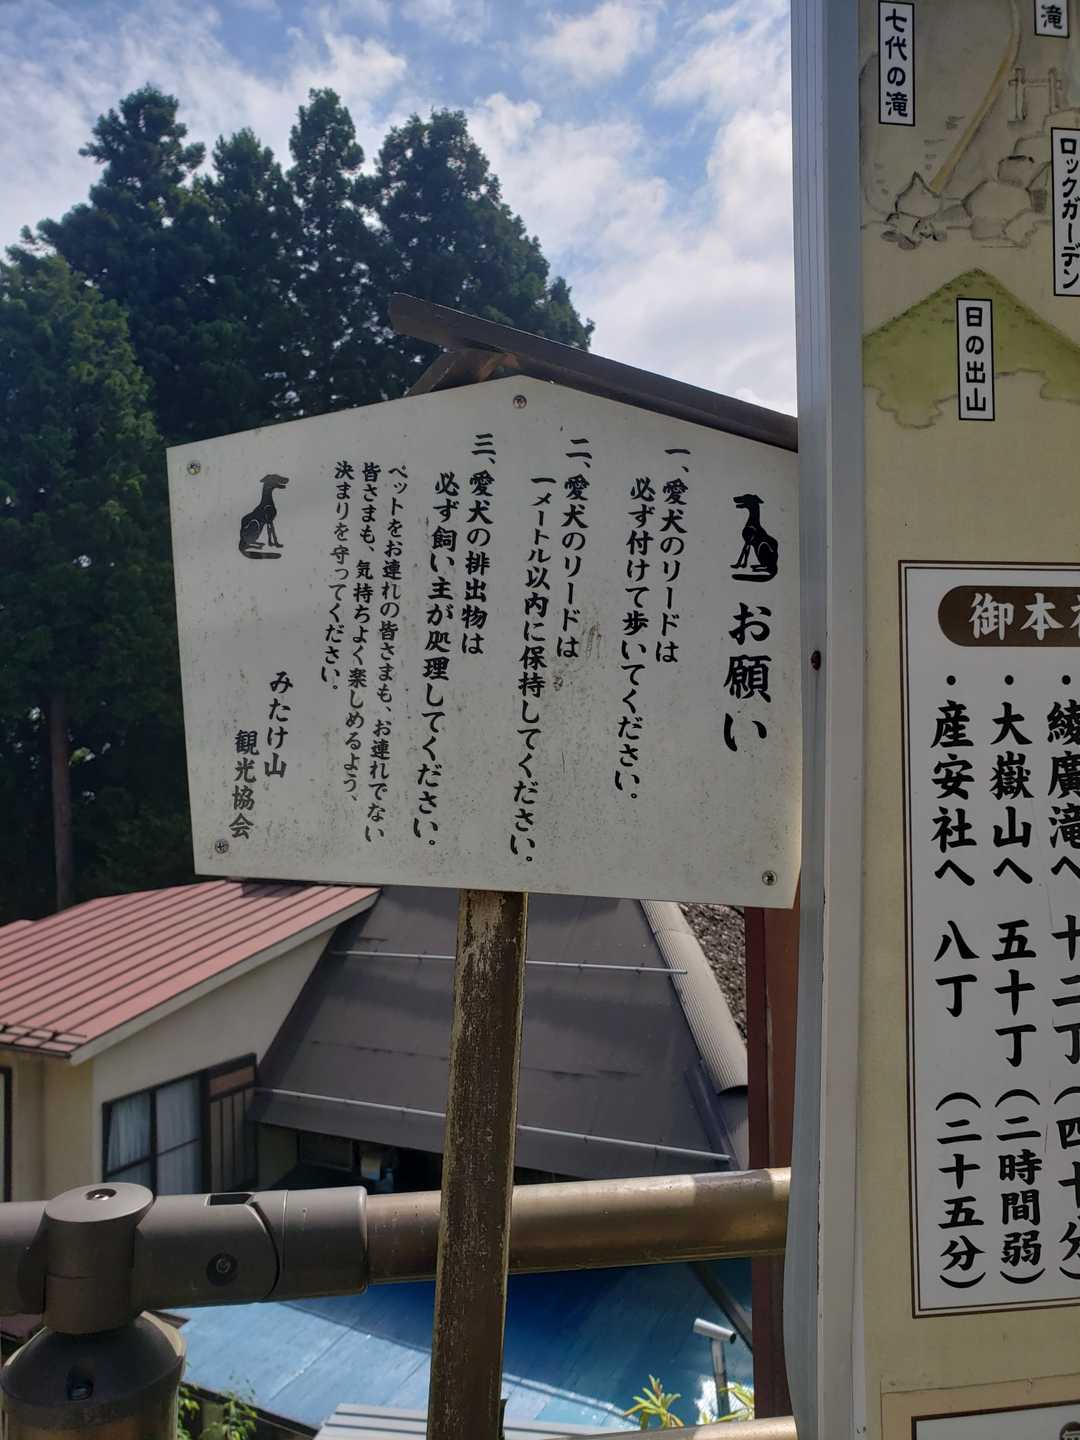 お願い
一、愛犬のリードは
必ず付けて歩いてください。
二、愛犬のリードは
一メートル以内に保持してください。
三、愛犬の排出物は
必ず飼い主が処理してください。
ペットをお連れの皆さまも、お連れでない
皆さまも、気持ちよく楽しめるよう、
決まりを守ってください。
みたけ山
観光協会
七
滝
七代の滝
ロックガーデン
日の出山
御本社
・綾廣滝へ 十二丁 (四十分)
・大嶽山へ 五十丁 (二時間弱)
・産安社へ 八丁 (二十五分)